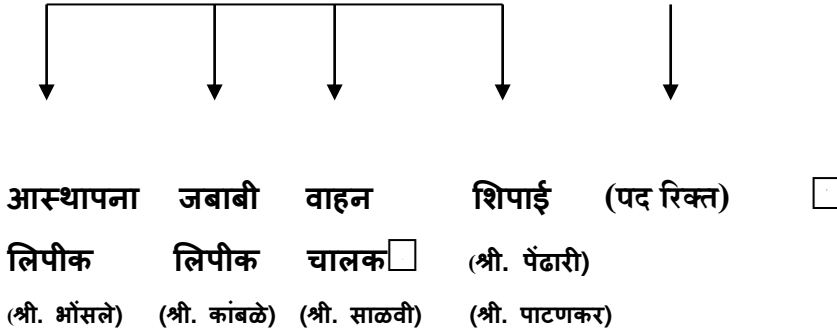 आस्थापना जबाबी वाहन शिपाई (पद रिक्त)
लिपीक लिपीक चालक (श्री. पेंढारी)
(श्री. भोंसले) (श्री. कांबळे) (श्री. साळवी) (श्री. पाटणकर)